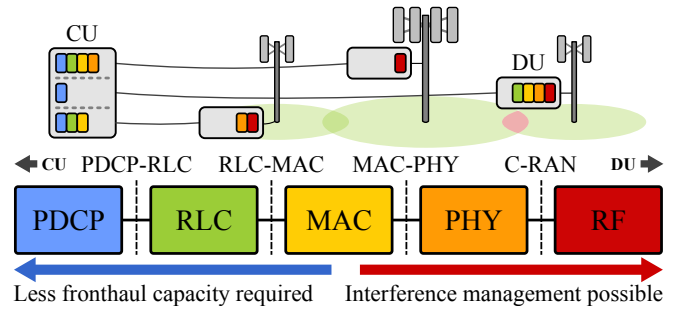 CU
DU
CU PDCP-RLC RLC-MAC MAC-PHY C-RAN DU
PDCP RLC MAC PHY RF
Less fronthaul capacity required Interference management possible